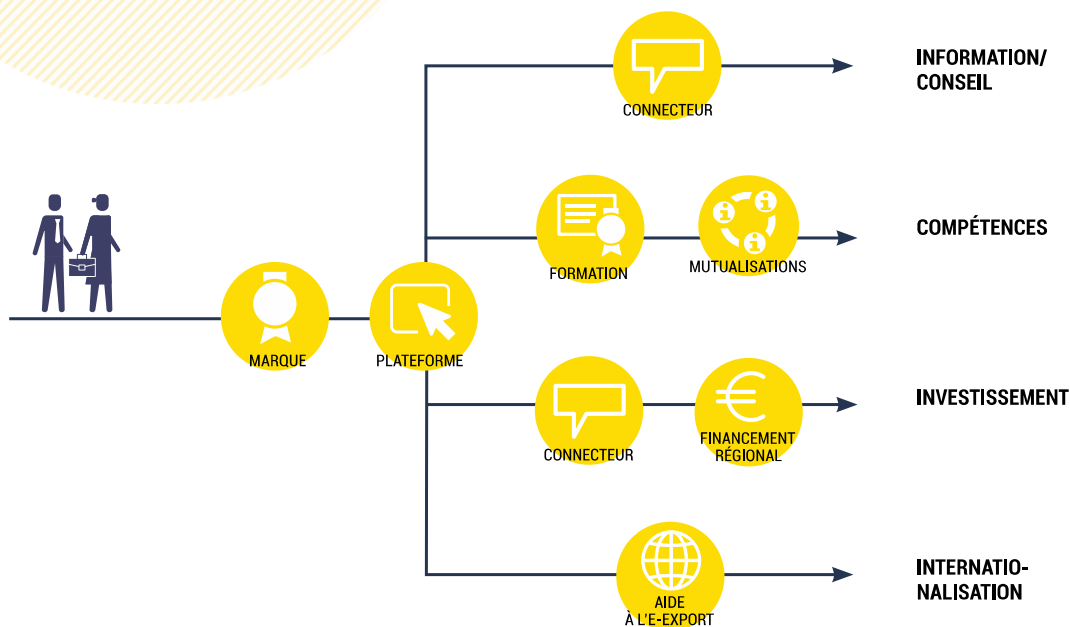 CONNECTEUR
INFORMATION/
CONSEIL
FORMATION
MUTUALISATIONS
COMPÉTENCES
MARQUE
PLATEFORME
CONNECTEUR
FINANCEMENT
RÉGIONAL
INVESTISSEMENT
AIDE
À L'E-EXPORT
INTERNATIO-
NALISATION